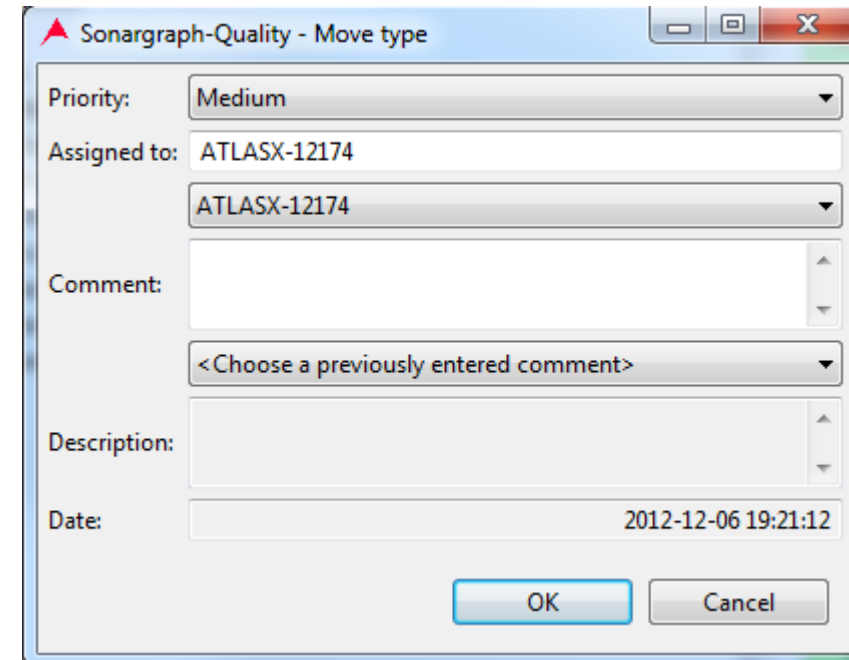 Sonargraph-Quality - Move type
Priority: Medium
Assigned to: ATLASX-12174
ATLASX-12174
Comment:
<Choose a previously entered comment>
Description:
Date: 2012-12-06 19:21:12
OK Cancel